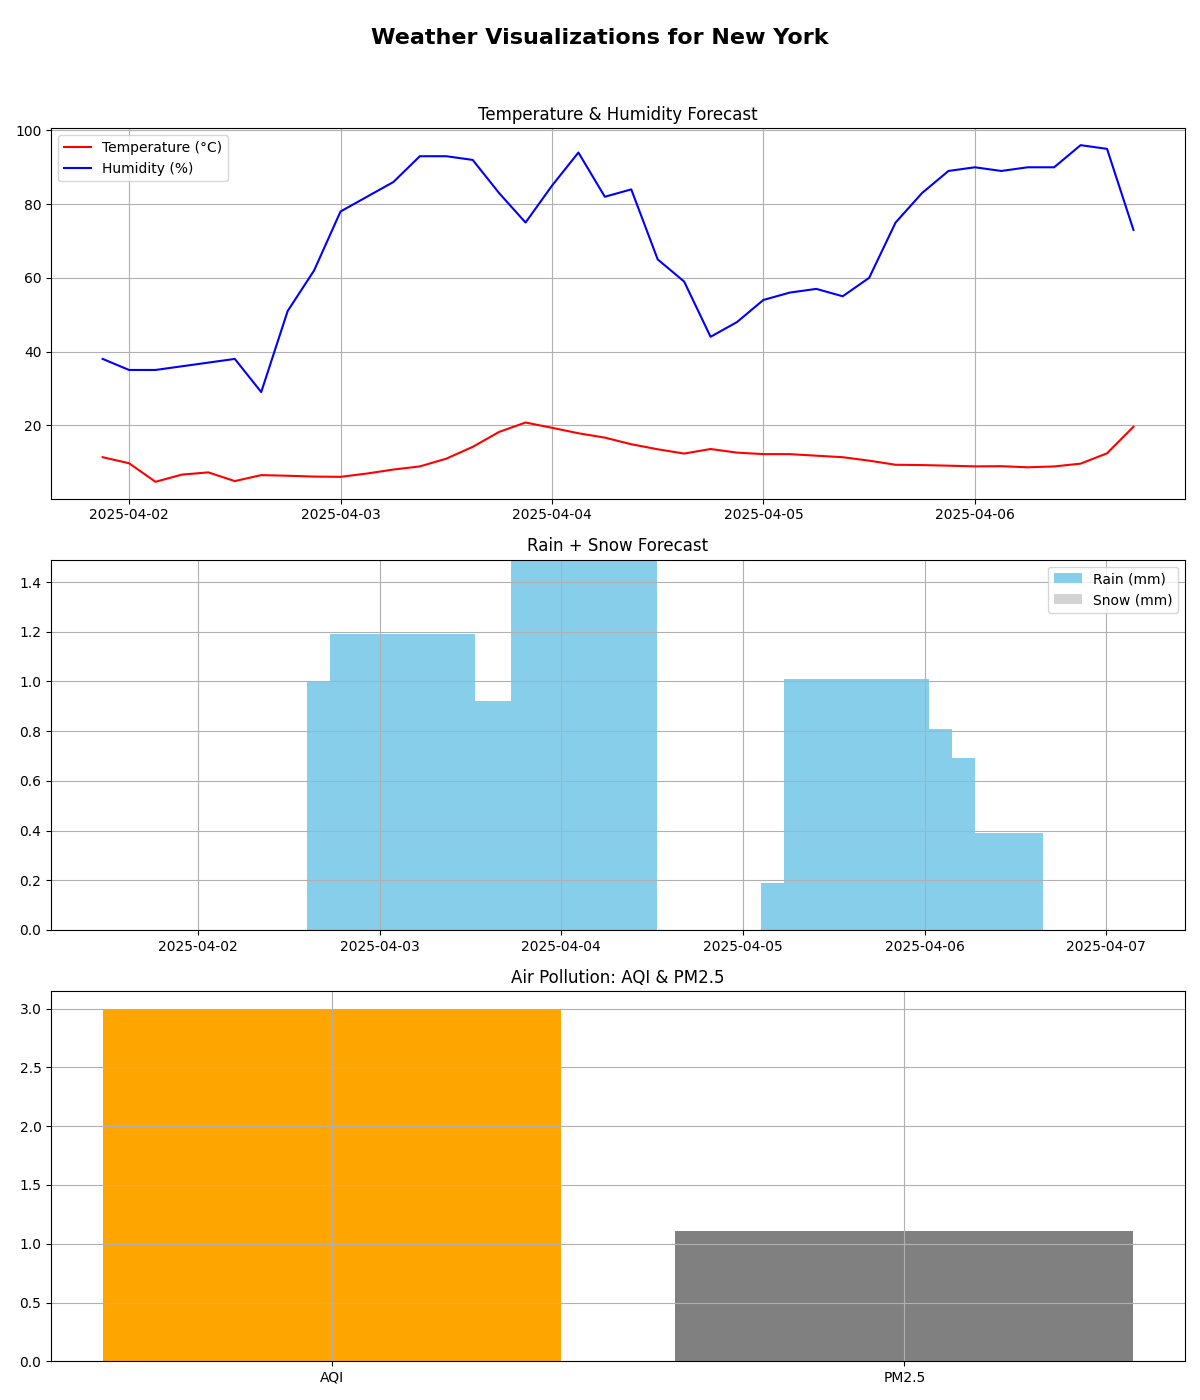 Weather Visualizations for New York
Temperature & Humidity Forecast
Temperature (°C)
Humidity (%)
100
80
60
40
20
2025-04-02 2025-04-03 2025-04-04 2025-04-05 2025-04-06
Rain + Snow Forecast
Rain (mm)
Snow (mm)
1.4
1.2
1.0
0.8
0.6
0.4
0.2
0.0
2025-04-02 2025-04-03 2025-04-04 2025-04-05 2025-04-06 2025-04-07
Air Pollution: AQI & PM2.5
3.0
2.5
2.0
1.5
1.0
0.5
0.0
AQI PM2.5